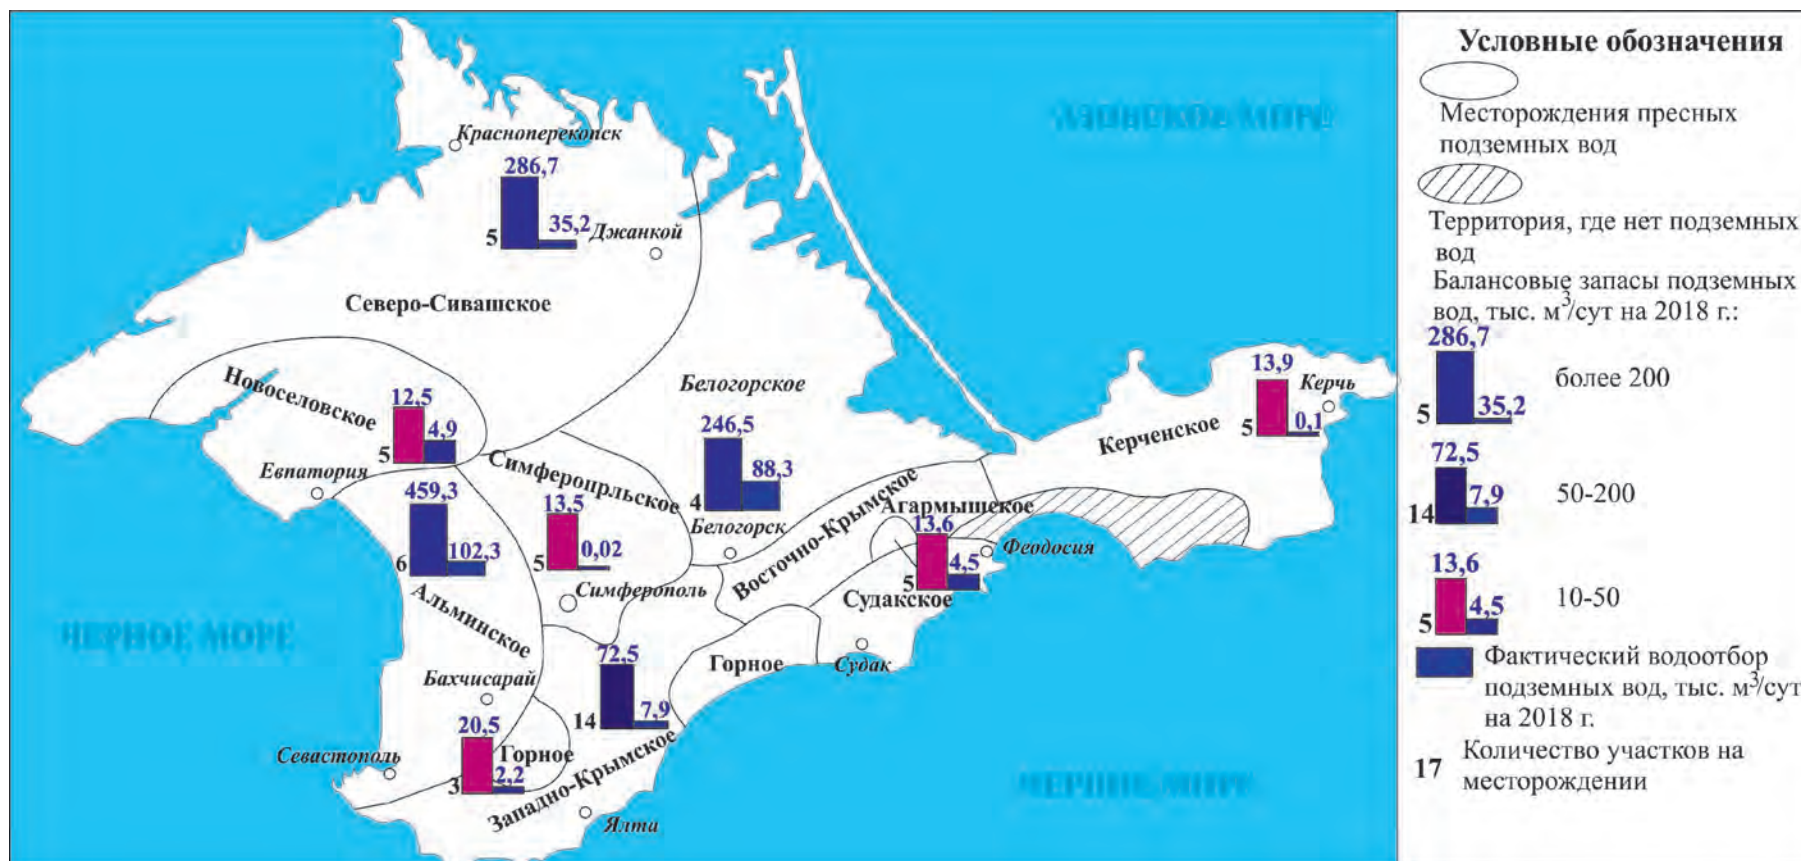 АЗОВСКОЕ МОРЕ
Красноперекопск
286,7
35,2
5
Джанкой
Северо-Сивашское
Новоселовское
12,5
4,9
5
Евпатория
Белогорское
246,5
88,3
4
Белогорск
Симферопрльское
13,5
0,02
5
Симферополь
459,3
102,3
6
Альминское
Бахчисарай
Восточно-Крымское
Агармышское
13,6
4,5
5
Феодосия
Судакское
Судак
Керченское
13,9
0,1
5
Керчь
ЧЕРНОЕ МОРЕ
72,5
7,9
14
Горное
20,5
2,2
3
Горное
Севастополь
Западно-Крымское
Ялта
ЧЕРНОЕ МОРЕ
Условные обозначения
Месторождения пресных
подземных вод
Территория, где нет подземных
вод
Балансовые запасы подземных
вод, тыс. м³/сут на 2018 г.:
286,7
5
35,2
более 200
72,5
14
7,9
50-200
13,6
5
4,5
10-50
Фактический водоотбор
подземных вод, тыс. м³/сут
на 2018 г.
17 Количество участков на
месторождении